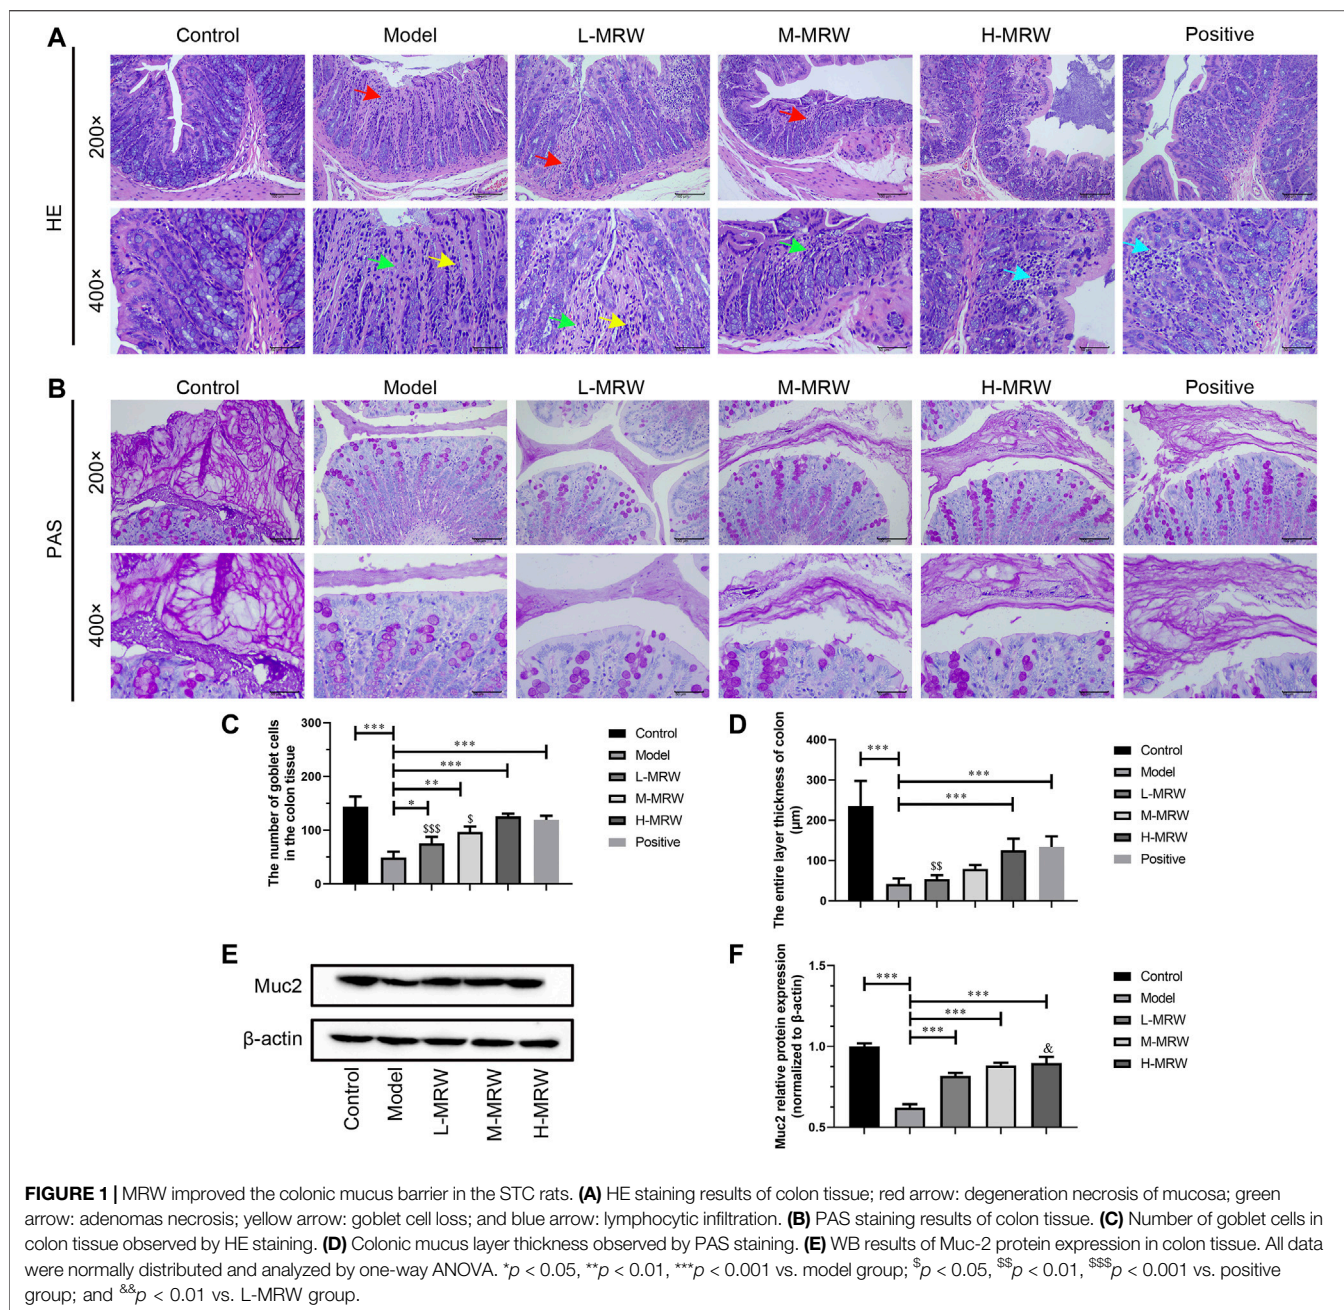 A
Control Model L-MRW M-MRW H-MRW Positive
200×
HE
400×
B
Control Model L-MRW M-MRW H-MRW Positive
200×
PAS
400×
C
The number of goblet cells
in the colon tissue
300
200
100
0
***
***
***
**
*
$$$
$
Control
Model
L-MRW
M-MRW
H-MRW
Positive
D
The entire layer thickness of colon
(μm)
400
300
200
100
0
***
***
***
$$
Control
Model
L-MRW
M-MRW
H-MRW
Positive
E
Muc2
β-actin
Control
Model
L-MRW
M-MRW
H-MRW
F
Muc2 relative protein expression
(normalized to β-actin)
1.5
1.0
0.5
***
***
***
***
&
Control
Model
L-MRW
M-MRW
H-MRW
FIGURE 1 | MRW improved the colonic mucus barrier in the STC rats. (A) HE staining results of colon tissue; red arrow: degeneration necrosis of mucosa; green
arrow: adenomas necrosis; yellow arrow: goblet cell loss; and blue arrow: lymphocytic infiltration. (B) PAS staining results of colon tissue. (C) Number of goblet cells in
colon tissue observed by HE staining. (D) Colonic mucus layer thickness observed by PAS staining. (E) WB results of Muc-2 protein expression in colon tissue. All data
were normally distributed and analyzed by one-way ANOVA. *p < 0.05, **p < 0.01, ***p < 0.001 vs. model group; $p < 0.05, $$p < 0.01, $$$p < 0.001 vs. positive
group; and &&p < 0.01 vs. L-MRW group.